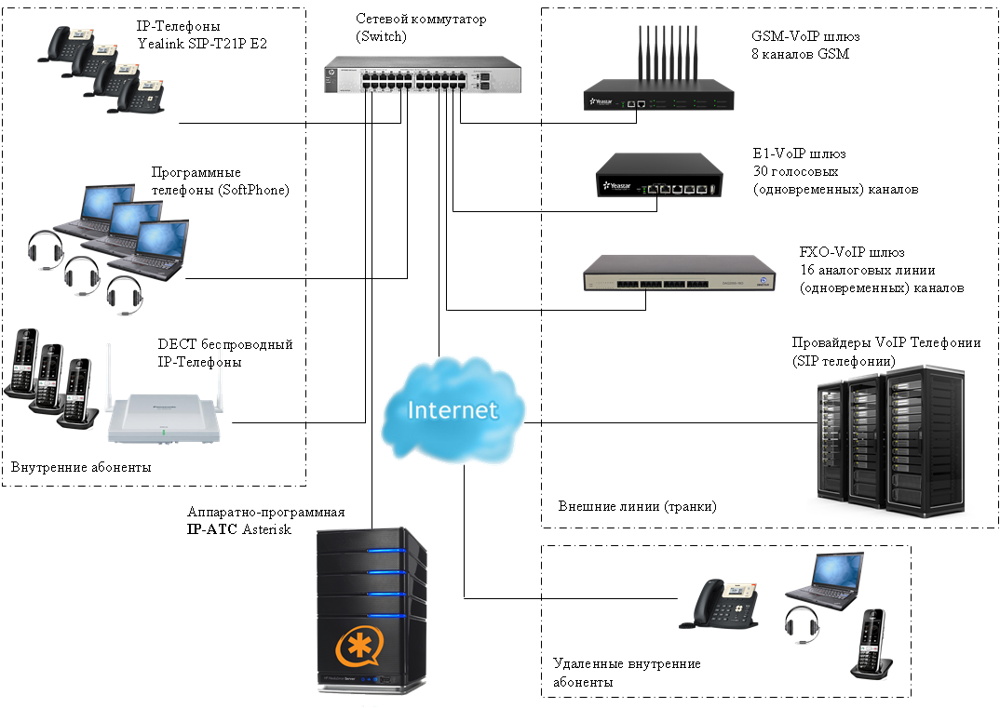 IP-Телефоны
Yealink SIP-T21P E2
Сетевой коммутатор
(Switch)
GSM-VoIP шлюз
8 каналов GSM
Yeastar
E1-VoIP шлюз
30 голосовых
(одновременных) каналов
Yeastar
Программные
телефоны (SoftPhone)
FXO-VoIP шлюз
16 аналоговых линии
(одновременных) каналов
DECT беспроводный
IP-Телефоны
Провайдеры VoIP Телефонии
(SIP телефонии)
Internet
Внутренние абоненты
Внешние линии (транки)
Аппаратно-программная
IP-АТС Asterisk
Удаленные внутренние
абоненты